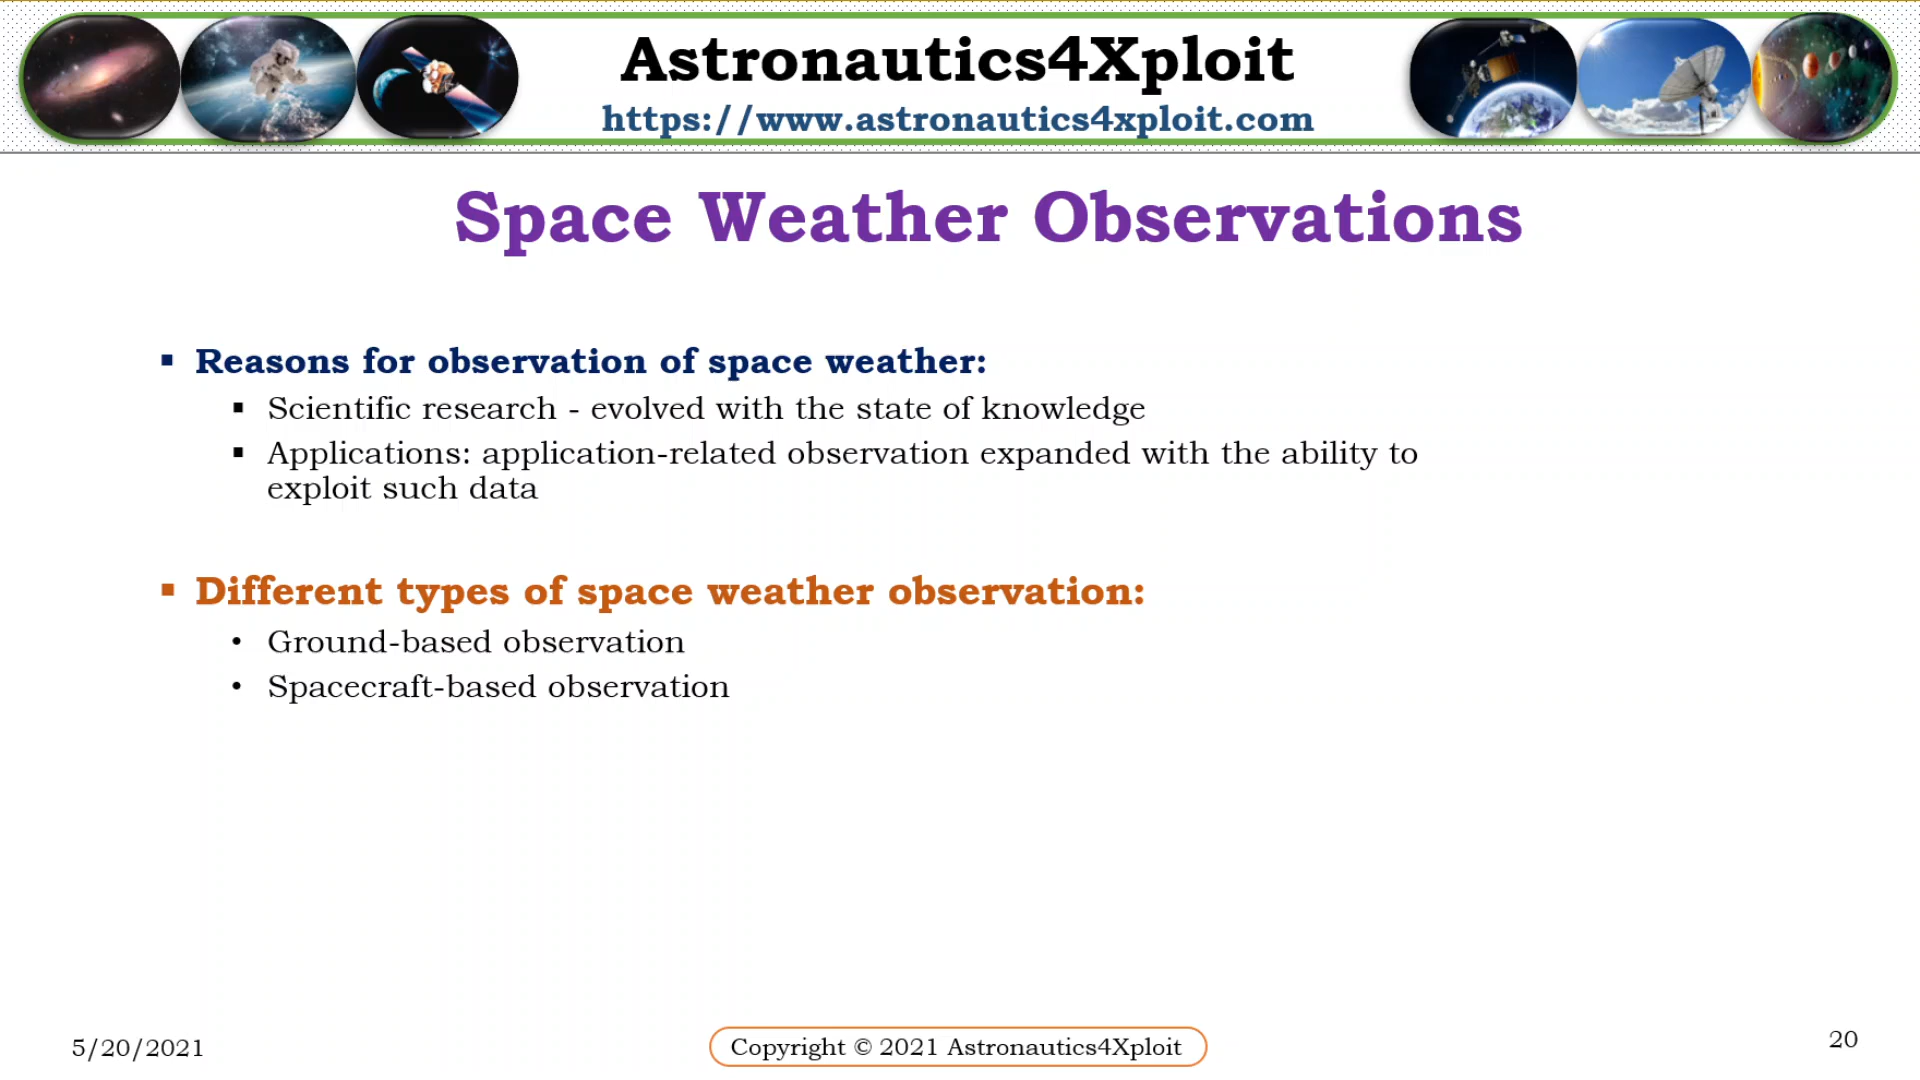 Astronautics4Xploit
https://www.astronautics4xploit.com
Space Weather Observations
▪ Reasons for observation of space weather:
▪ Scientific research - evolved with the state of knowledge
▪ Applications: application-related observation expanded with the ability to
exploit such data
▪ Different types of space weather observation:
• Ground-based observation
• Spacecraft-based observation
5/20/2021
Copyright © 2021 Astronautics4Xploit
20